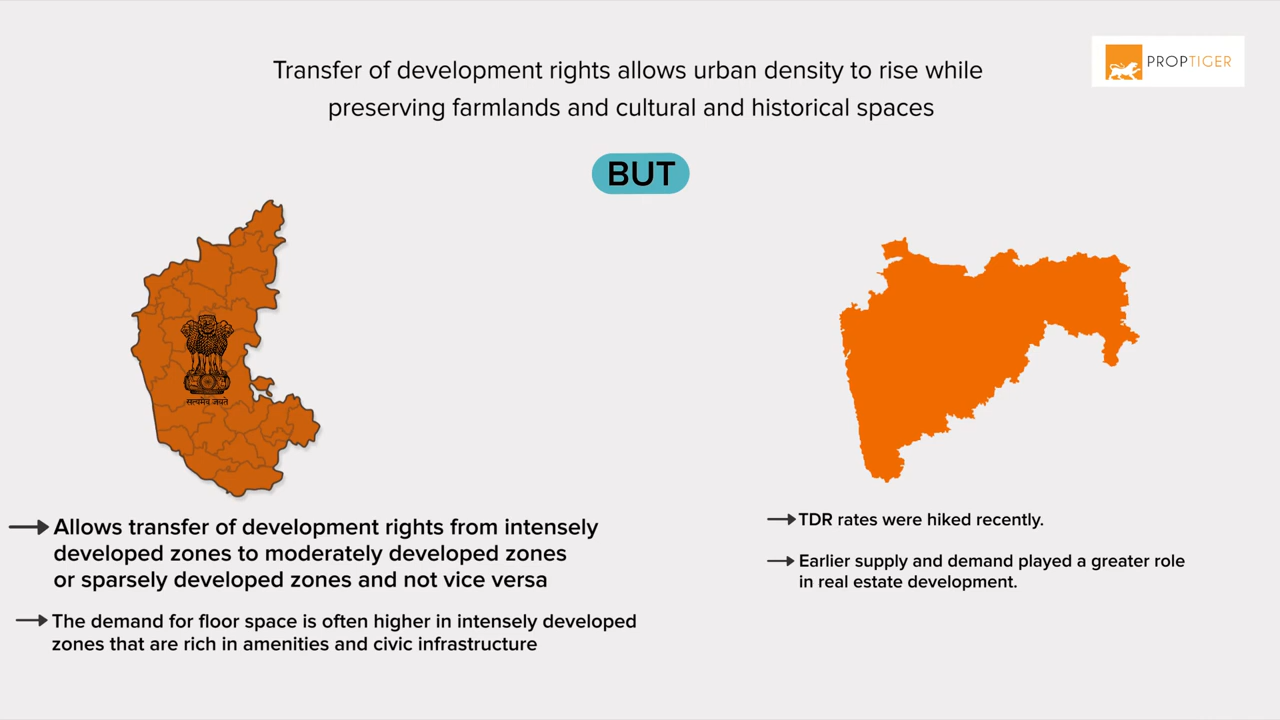 Transfer of development rights allows urban density to rise while
preserving farmlands and cultural and historical spaces
PROPTIGER
BUT
सत्यमेव जयते
Allows transfer of development rights from intensely
developed zones to moderately developed zones
or sparsely developed zones and not vice versa
The demand for floor space is often higher in intensely developed
zones that are rich in amenities and civic infrastructure
TDR rates were hiked recently.
Earlier supply and demand played a greater role
in real estate development.